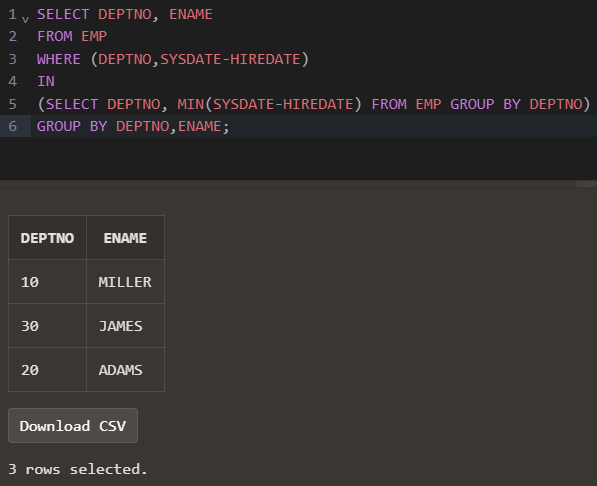 1 v SELECT DEPTNO, ENAME
2 FROM EMP
3 WHERE (DEPTNO,SYSDATE-HIREDATE)
4 IN
5 (SELECT DEPTNO, MIN(SYSDATE-HIREDATE) FROM EMP GROUP BY DEPTNO)
6 GROUP BY DEPTNO,ENAME;
DEPTNO ENAME
10 MILLER
30 JAMES
20 ADAMS
Download CSV
3 rows selected.